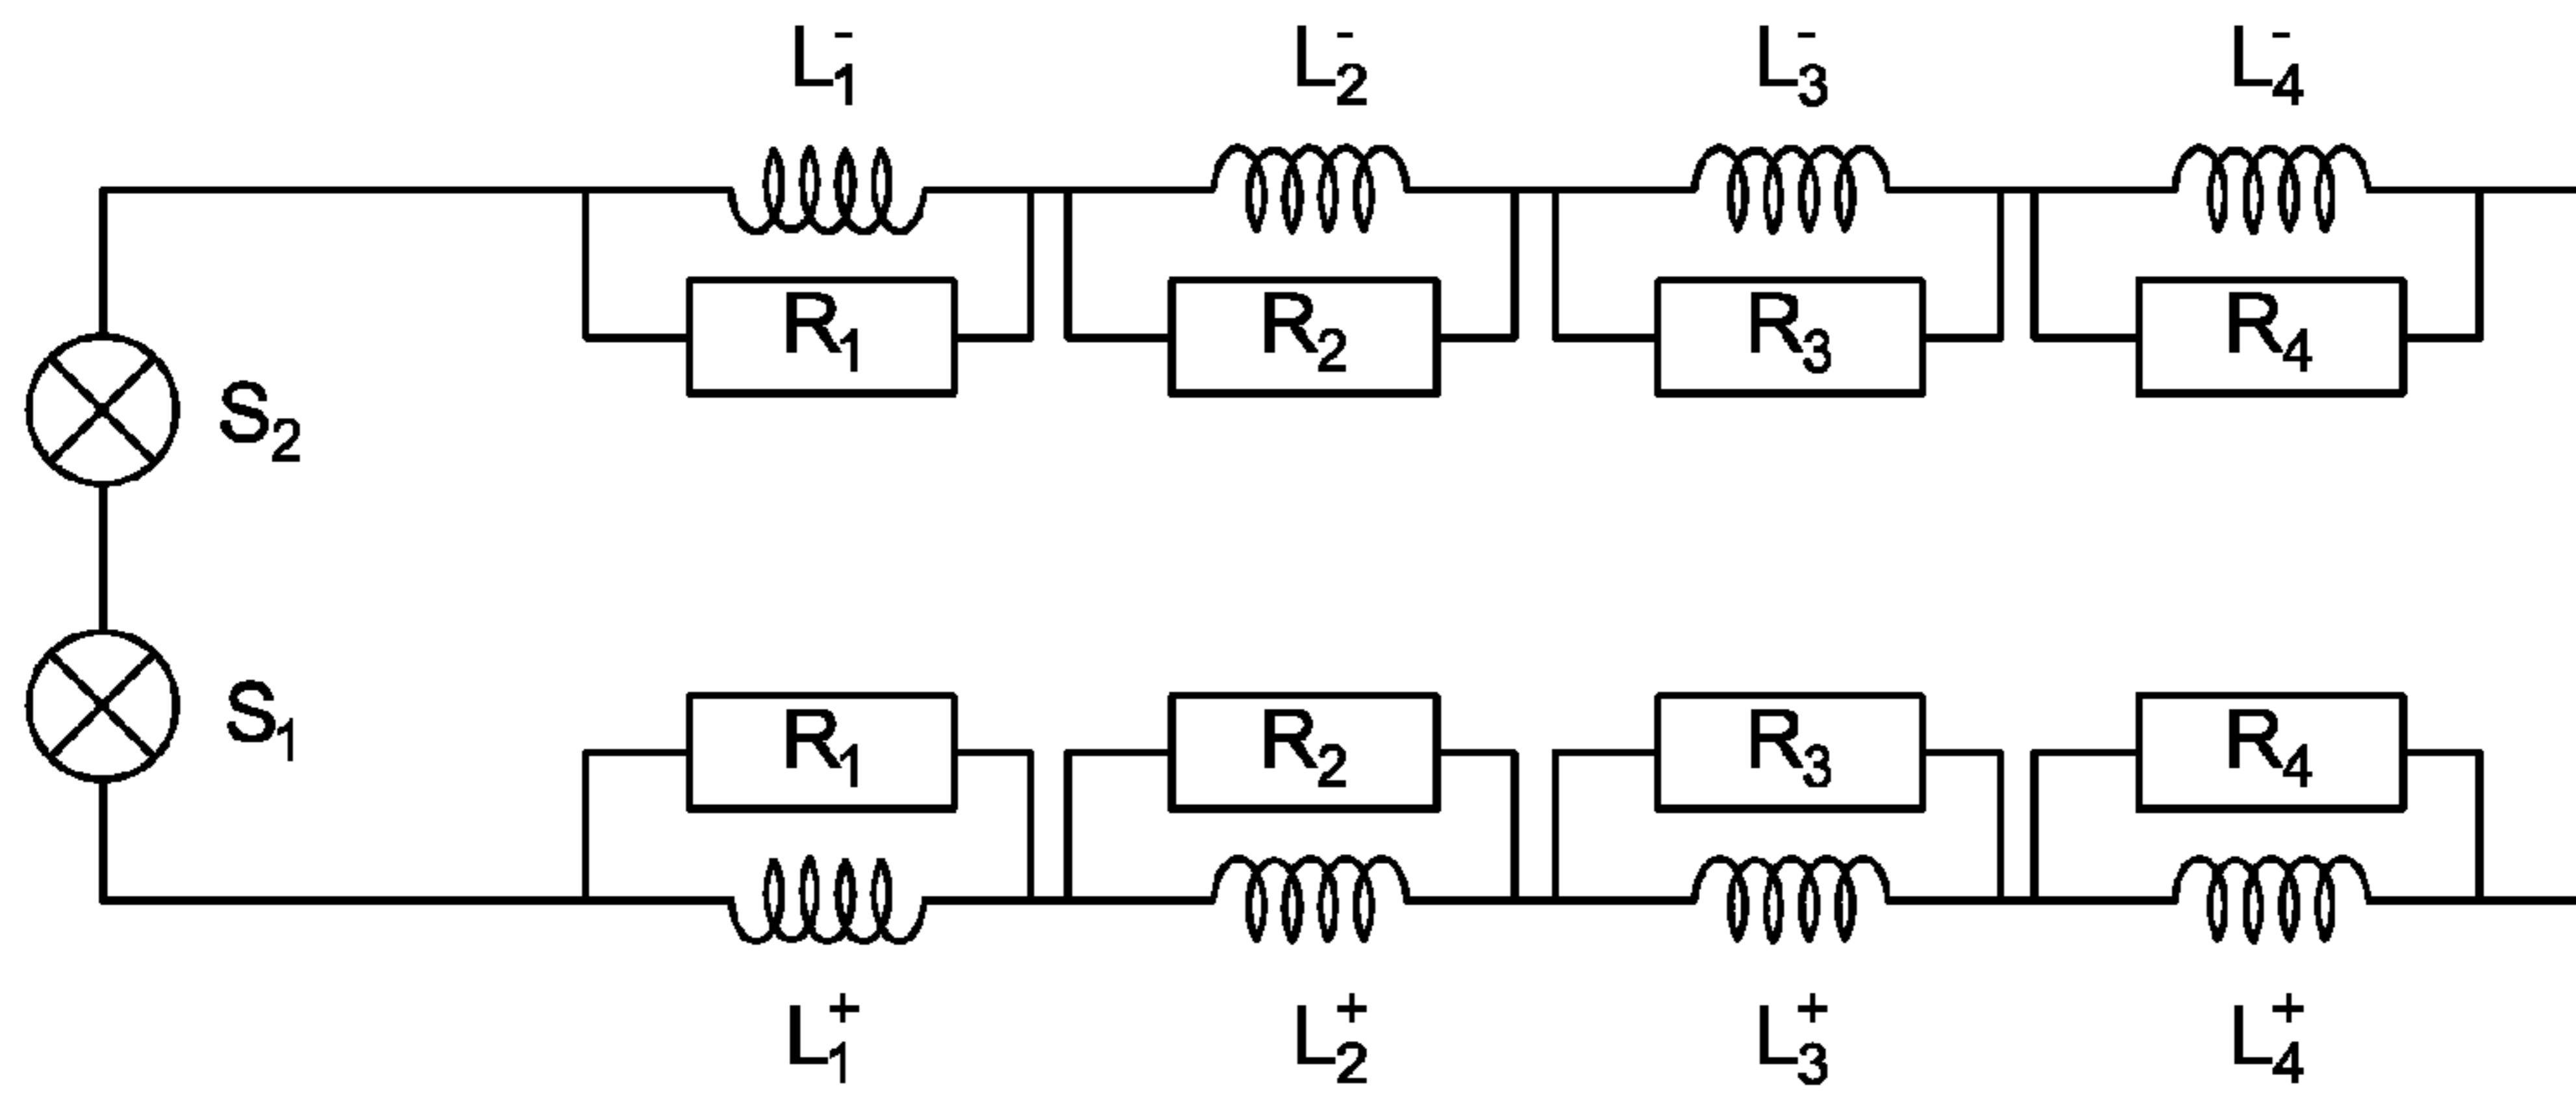 L₁⁻ L₂⁻ L₃⁻ L₄⁻
R₁ R₂ R₃ R₄
S₂
S₁
R₁ R₂ R₃ R₄
L₁⁺ L₂⁺ L₃⁺ L₄⁺